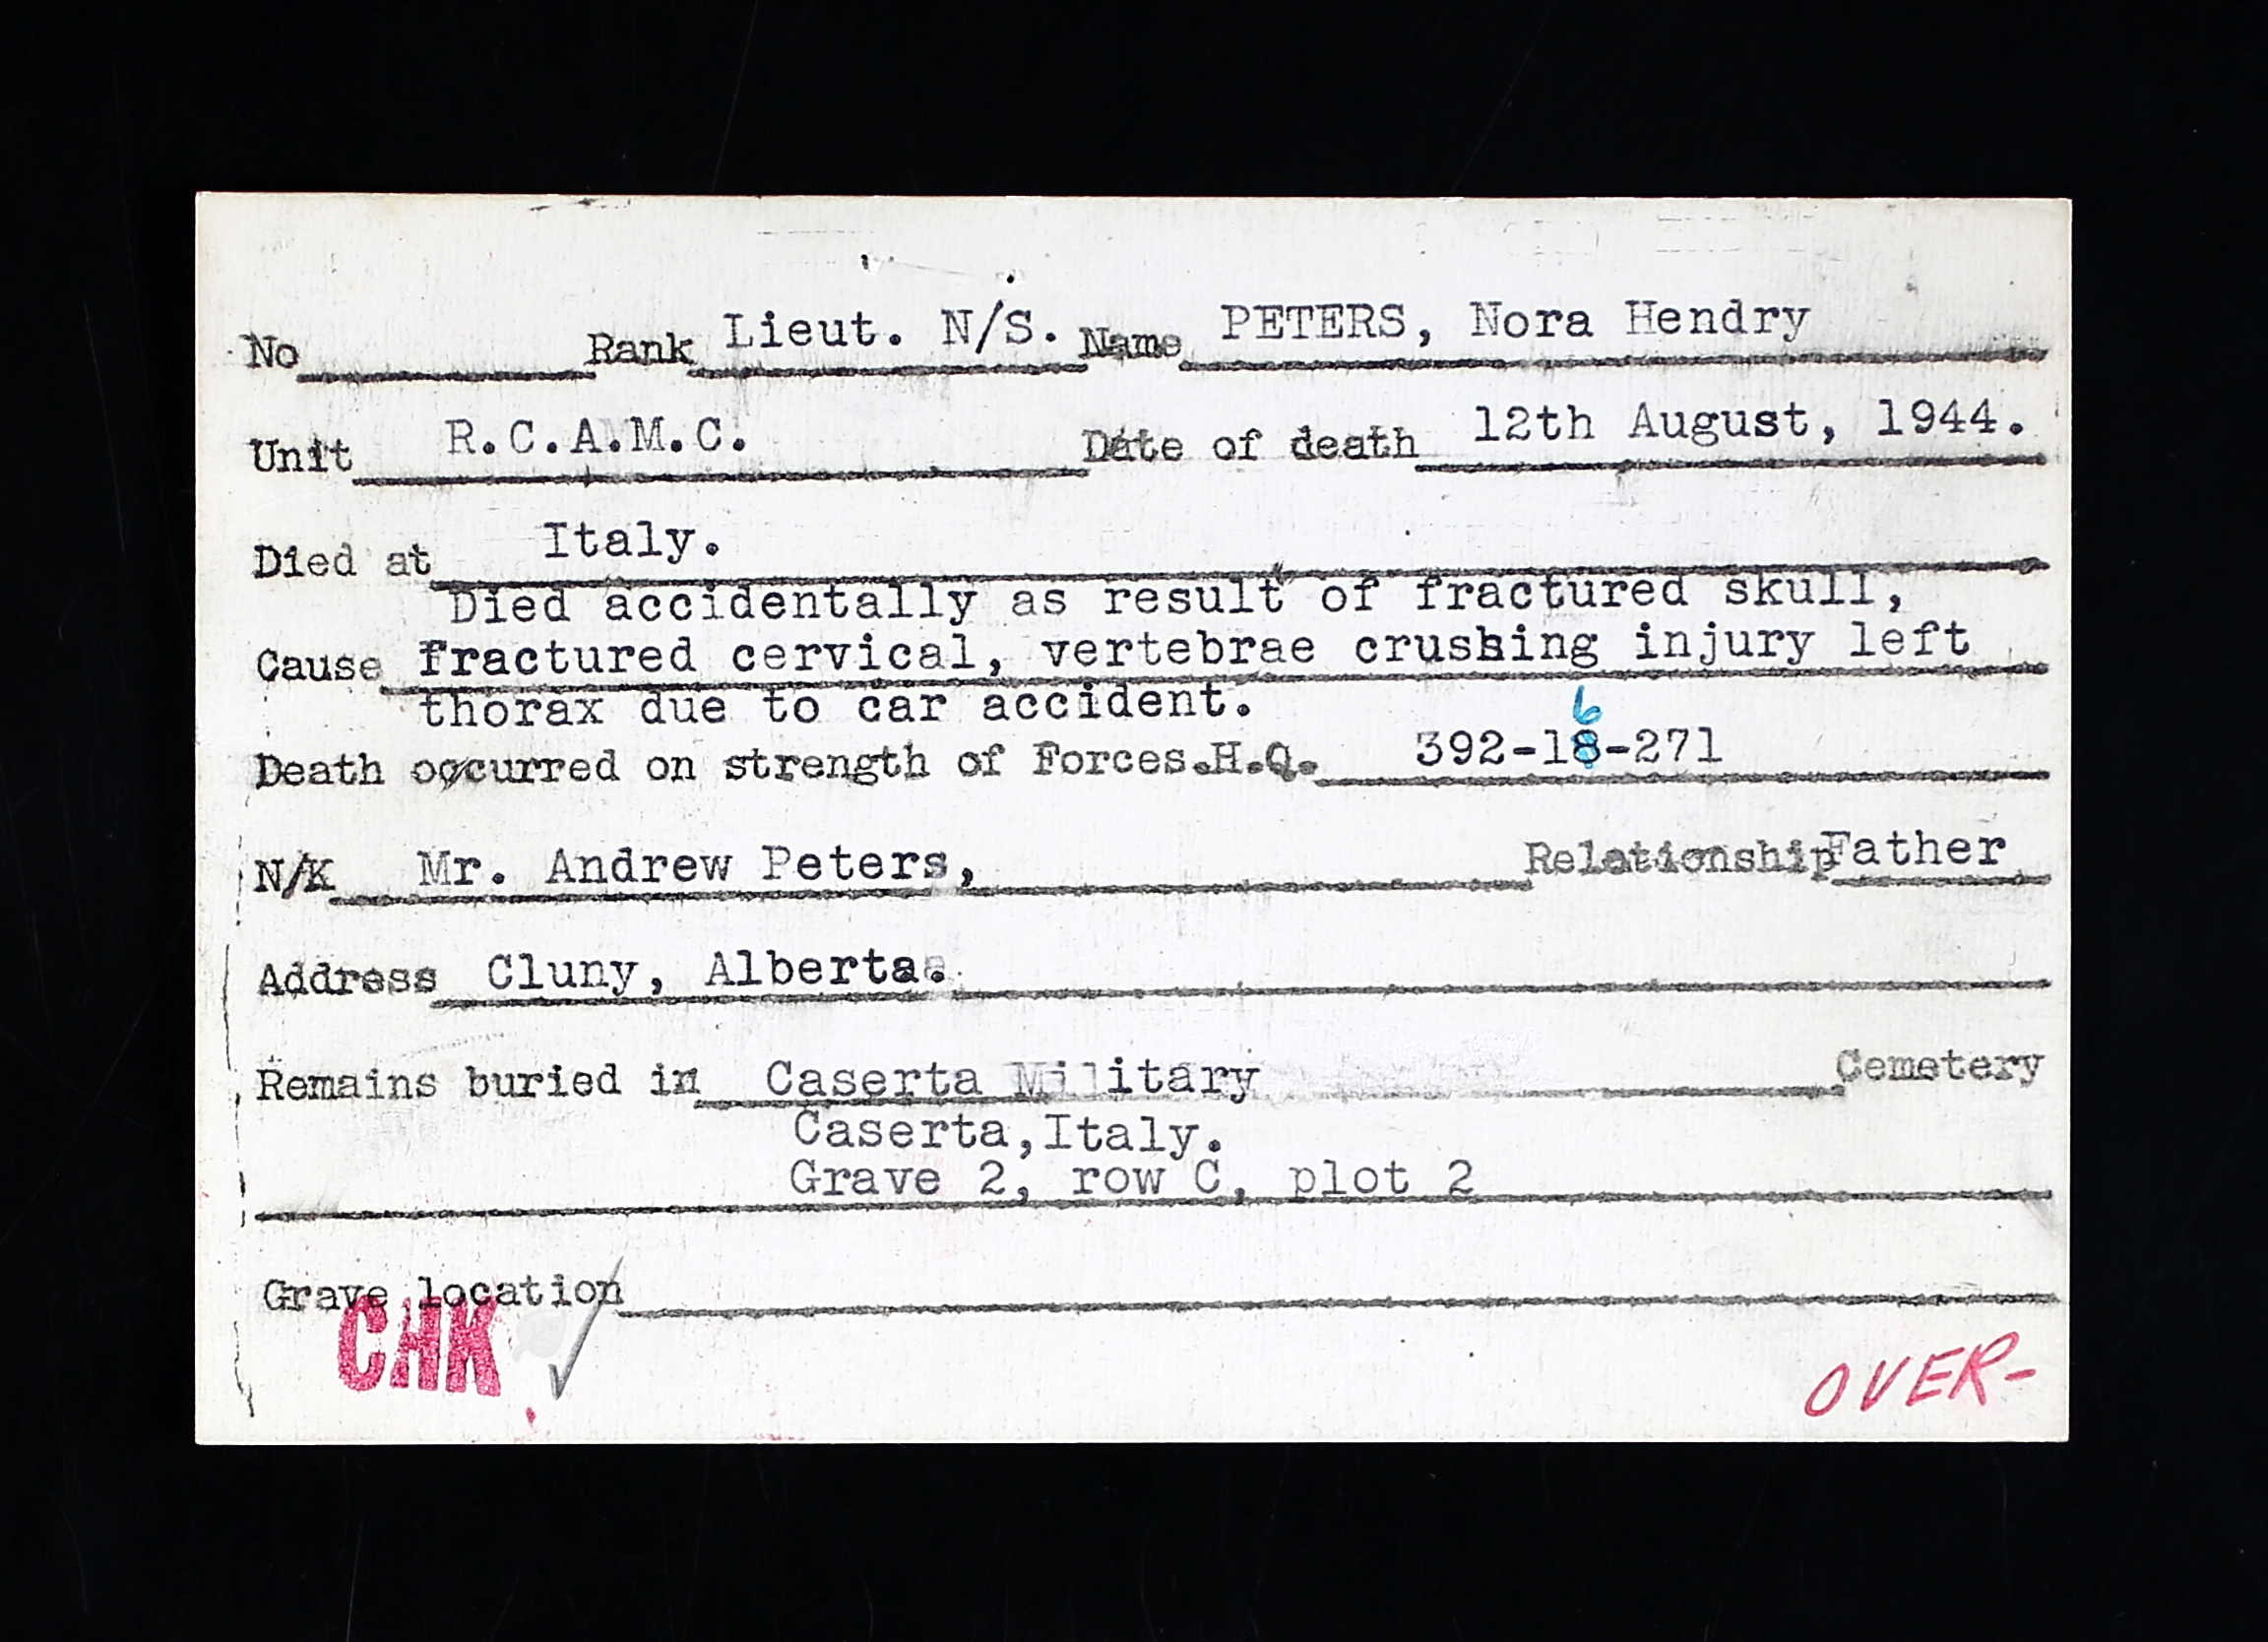 No Rank Lieut. N/S. Name PETERS, Nora Hendry
Unit R.C.A.M.C. Date of death 12th August, 1944.
Died at Italy.
Died accidentally as result of fractured skull,
Cause fractured cervical, vertebrae crushing injury left
thorax due to car accident.
6
Death occurred on strength of Forces.H.Q. 392-18-271
N/K Mr. Andrew Peters, Relationship Father
Address Cluny, Alberta.
Remains buried in Caserta Military Cemetery
Caserta,Italy.
Grave 2, row C, plot 2
Grave location
CHK
OVER-